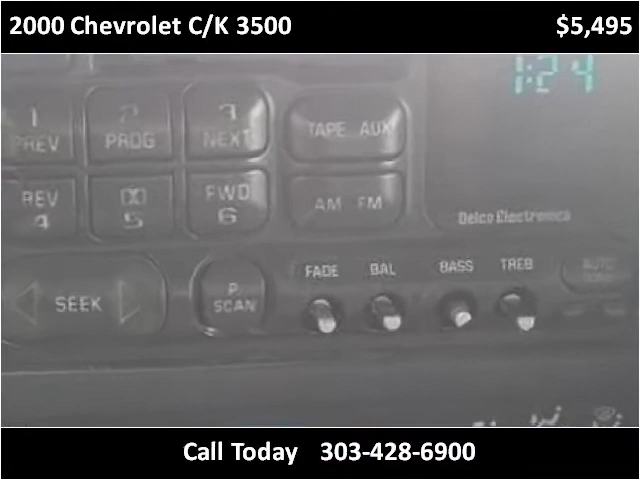 2000 Chevrolet C/K 3500 $5,495
1:24
1 2 3
PREV PROG NEXT TAPE AUX
REV FWD AM FM
4 5 6
Delco Electronics
FADE BAL BASS TREB AUTO
SEEK P. SCAN
Call Today 303-428-6900